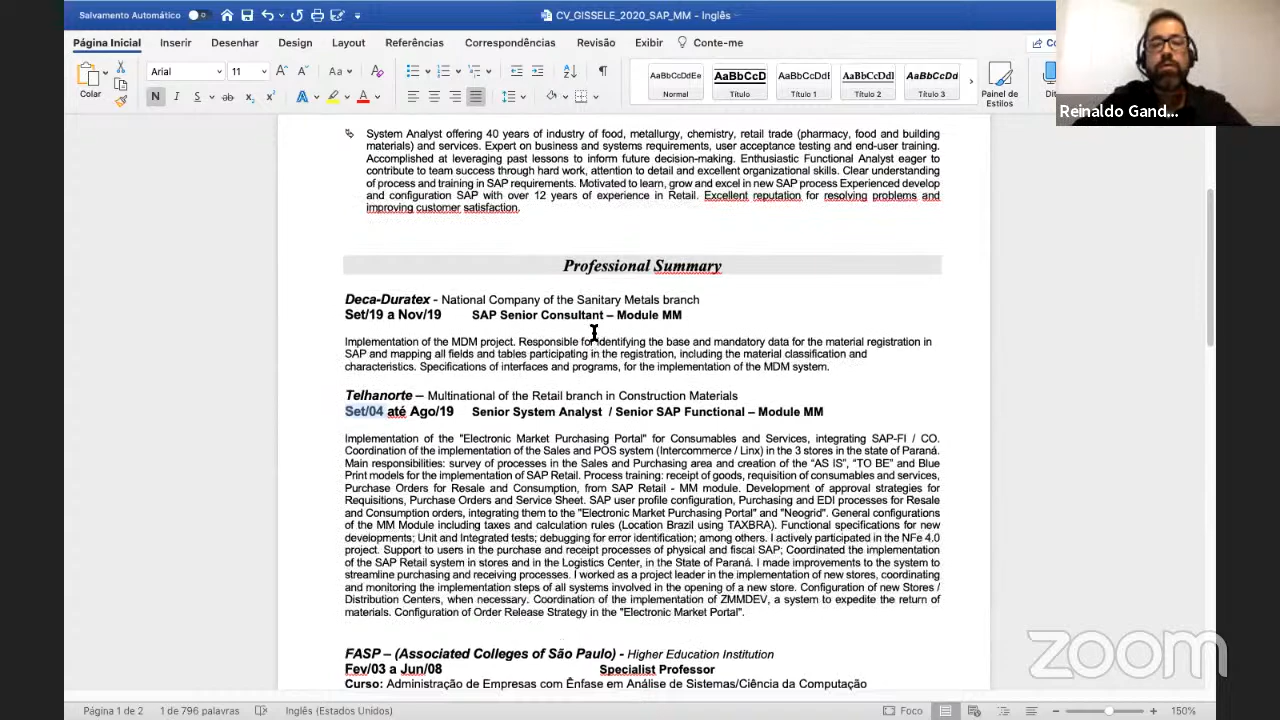 Salvamento Automático
CV_GISSELE_2020_SAP_MM - Inglês
Página Inicial Inserir Desenhar Design Layout Referências Correspondências Revisão Exibir Conte-me
Colar
Arial 11
AaBbCcDdEe AaBbCcD AaBbCcDdI AaBbCcDdI AaBbCcDd
Normal Título Título 1 Título 2 Título 3
Painel de
Estilos
Reinaldo Gand...
System Analyst offering 40 years of industry of food, metallurgy, chemistry, retail trade (pharmacy, food and building
materials) and services. Expert on business and systems requirements, user acceptance testing and end-user training.
Accomplished at leveraging past lessons to inform future decision-making. Enthusiastic Functional Analyst eager to
contribute to team success through hard work, attention to detail and excellent organizational skills. Clear understanding
of process and training in SAP requirements. Motivated to learn, grow and excel in new SAP process Experienced develop
and configuration SAP with over 12 years of experience in Retail. Excellent reputation for resolving problems and
improving customer satisfaction.
Professional Summary
Deca-Duratex - National Company of the Sanitary Metals branch
Set/19 a Nov/19 SAP Senior Consultant – Module MM
Implementation of the MDM project. Responsible for identifying the base and mandatory data for the material registration in
SAP and mapping all fields and tables participating in the registration, including the material classification and
characteristics. Specifications of interfaces and programs, for the implementation of the MDM system.
Telhanorte – Multinational of the Retail branch in Construction Materials
Set/04 até Ago/19 Senior System Analyst / Senior SAP Functional – Module MM
Implementation of the "Electronic Market Purchasing Portal" for Consumables and Services, integrating SAP-FI / CO.
Coordination of the implementation of the Sales and POS system (Intercommerce / Linx) in the 3 stores in the state of Paraná.
Main responsibilities: survey of processes in the Sales and Purchasing area and creation of the “AS IS”, “TO BE” and Blue
Print models for the implementation of SAP Retail. Process training: receipt of goods, requisition of consumables and services,
Purchase Orders for Resale and Consumption, from SAP Retail - MM module. Development of approval strategies for
Requisitions, Purchase Orders and Service Sheet. SAP user profile configuration, Purchasing and EDI processes for Resale
and Consumption orders, integrating them to the "Electronic Market Purchasing Portal" and "Neogrid". General configurations
of the MM Module including taxes and calculation rules (Location Brazil using TAXBRA). Functional specifications for new
developments; Unit and Integrated tests; debugging for error identification; among others. I actively participated in the NFe 4.0
project. Support to users in the purchase and receipt processes of physical and fiscal SAP; Coordinated the implementation
of the SAP Retail system in stores and in the Logistics Center, in the State of Paraná. I made improvements to the system to
streamline purchasing and receiving processes. I worked as a project leader in the implementation of new stores, coordinating
and monitoring the implementation steps of all systems involved in the opening of a new store. Configuration of new Stores /
Distribution Centers, when necessary. Coordination of the implementation of ZMMDEV, a system to expedite the return of
materials. Configuration of Order Release Strategy in the "Electronic Market Portal".
FASP – (Associated Colleges of São Paulo) - Higher Education Institution
Fev/03 a Jun/08 Specialist Professor
Curso: Administração de Empresas com Ênfase em Análise de Sistemas/Ciência da Computação
zoom
Página 1 de 2 1 de 796 palavras Inglês (Estados Unidos) Foco 150%